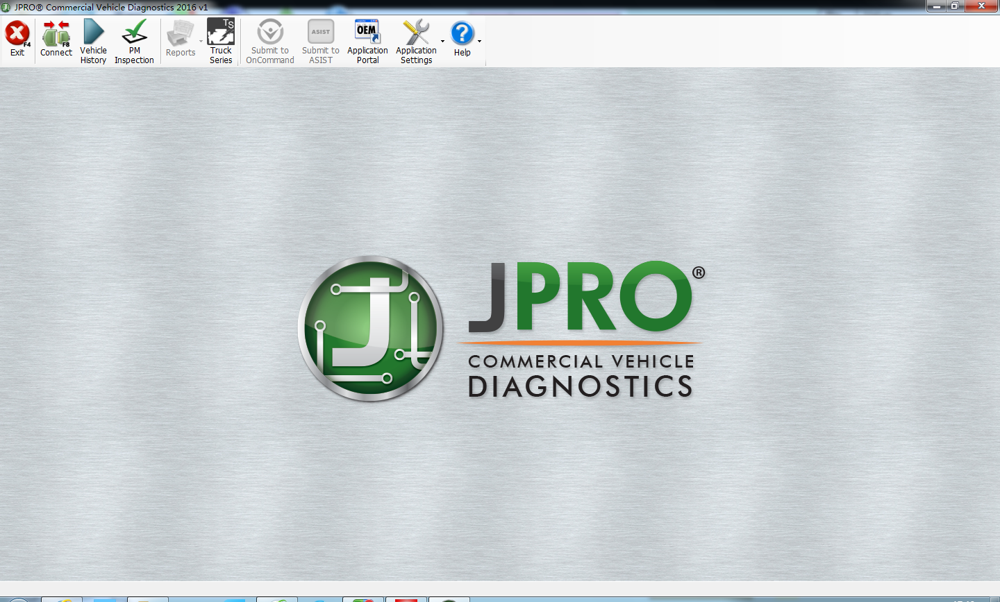 JPRO® Commercial Vehicle Diagnostics 2016 v1
F4
Exit
F8
Connect
Vehicle
History
PM
Inspection
Reports
TS
Truck
Series
Submit to
OnCommand
ASIST
Submit to
ASIST
OEM
Application
Portal
Application
Settings
?
Help
J
JPRO®
COMMERCIAL VEHICLE
DIAGNOSTICS